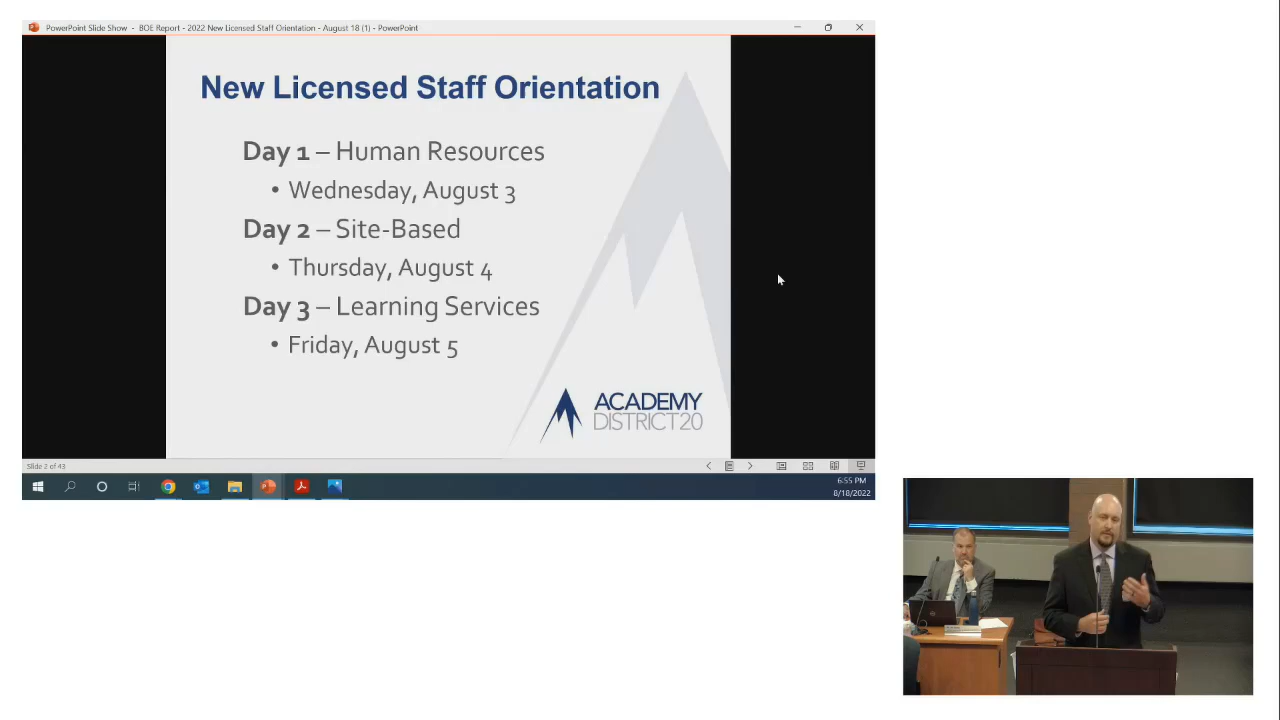 PowerPoint Slide Show - BOE Report - 2022 New Licensed Staff Orientation - August 18 (1) - PowerPoint
New Licensed Staff Orientation
Day 1 – Human Resources
• Wednesday, August 3
Day 2 – Site-Based
• Thursday, August 4
Day 3 – Learning Services
• Friday, August 5
ACADEMY
DISTRICT20
Slide 2 of 43
6:55 PM
8/18/2022